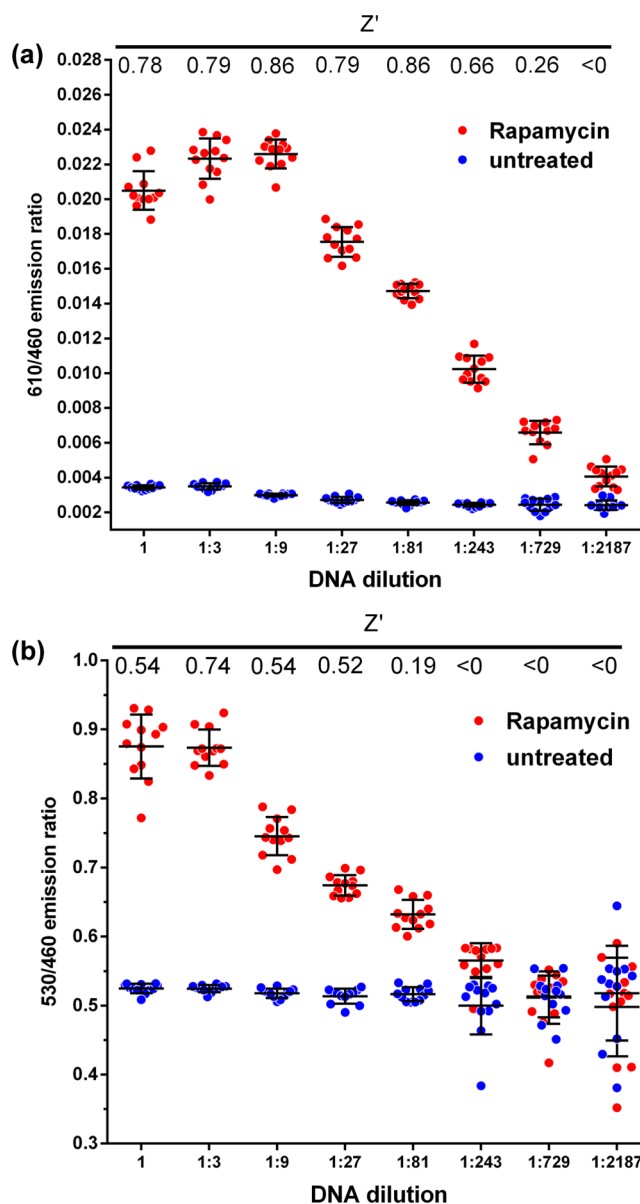 Z'
(a)
0.78 0.79 0.86 0.79 0.86 0.66 0.26 <0
0.028
0.026
0.024
0.022
0.020
0.018
0.016
0.014
0.012
0.010
0.008
0.006
0.004
0.002
610/460 emission ratio
Rapamycin
untreated
1 1:3 1:9 1:27 1:81 1:243 1:729 1:2187
DNA dilution
Z'
(b)
0.54 0.74 0.54 0.52 0.19 <0 <0 <0
1.0
0.9
0.8
0.7
0.6
0.5
0.4
0.3
530/460 emission ratio
Rapamycin
untreated
1 1:3 1:9 1:27 1:81 1:243 1:729 1:2187
DNA dilution